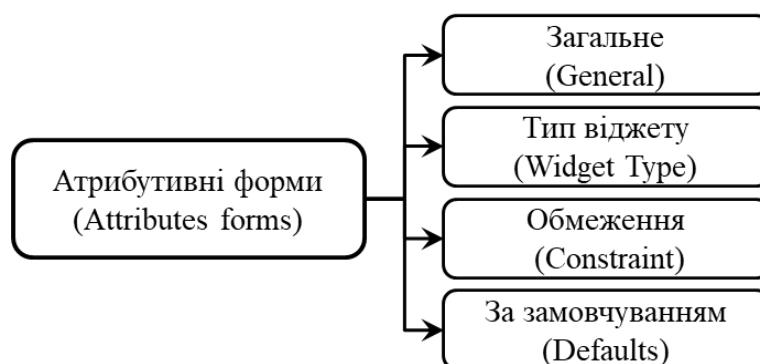 Атрибутивні форми
(Attributes forms)
Загальне
(General)
Тип віджету
(Widget Type)
Обмеження
(Constraint)
За замовчуванням
(Defaults)